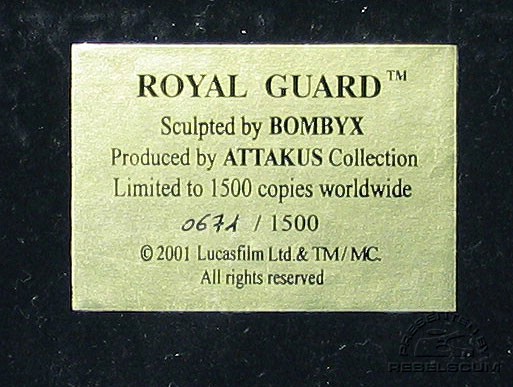 ROYAL GUARD™
Sculpted by BOMBYX
Produced by ATTAKUS Collection
Limited to 1500 copies worldwide
0671 / 1500
© 2001 Lucasfilm Ltd. & TM / MC.
All rights reserved
REBELSCUM